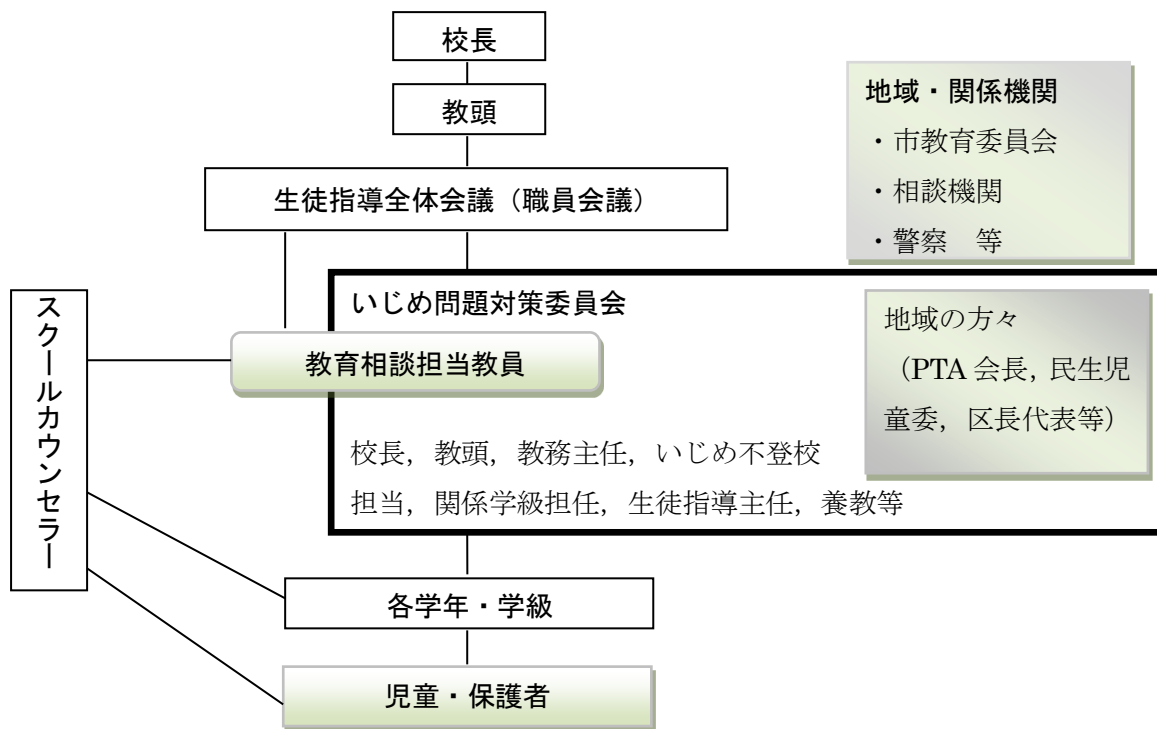 校長
教頭
生徒指導全体会議（職員会議）
地域・関係機関
・市教育委員会
・相談機関
・警察　等
スクールカウンセラー
いじめ問題対策委員会
教育相談担当教員
校長，教頭，教務主任，いじめ不登校
担当，関係学級担任，生徒指導主任，養教等
地域の方々
（PTA 会長，民生児
童委，区長代表等）
各学年・学級
児童・保護者